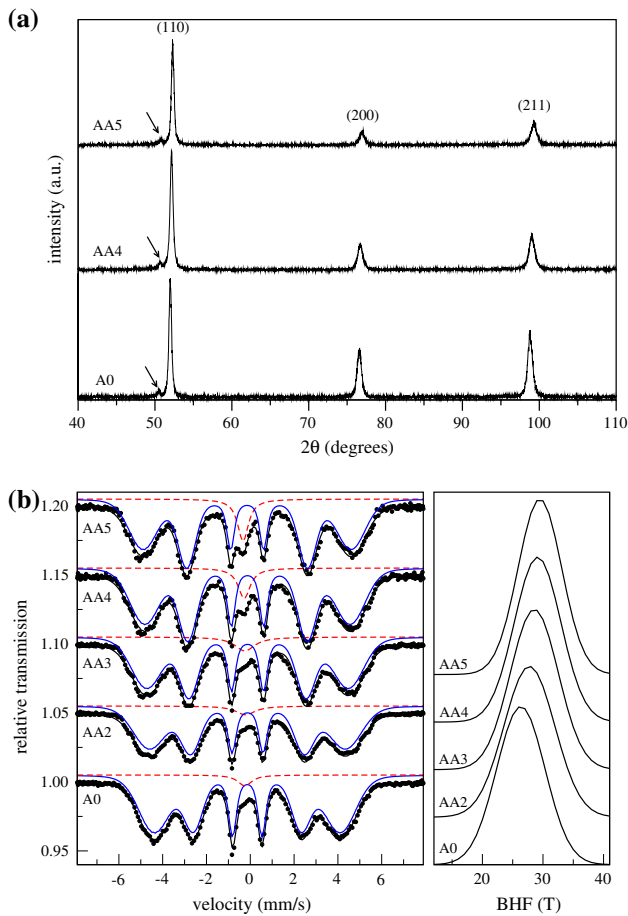 (a)
(110)
(200)
(211)
AA5
AA4
A0
intensity (a.u.)
40 50 60 70 80 90 100 110
2θ (degrees)
(b)
1.20
1.15
1.10
1.05
1.00
0.95
relative transmission
AA5
AA4
AA3
AA2
A0
-6 -4 -2 0 2 4 6
velocity (mm/s)
AA5
AA4
AA3
AA2
A0
20 30 40
BHF (T)